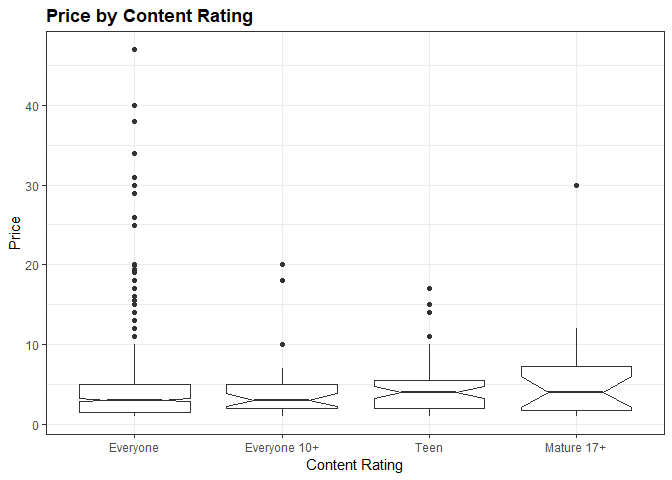 Price by Content Rating
40
30
20
10
0
Price
Everyone
Everyone 10+
Teen
Mature 17+
Content Rating